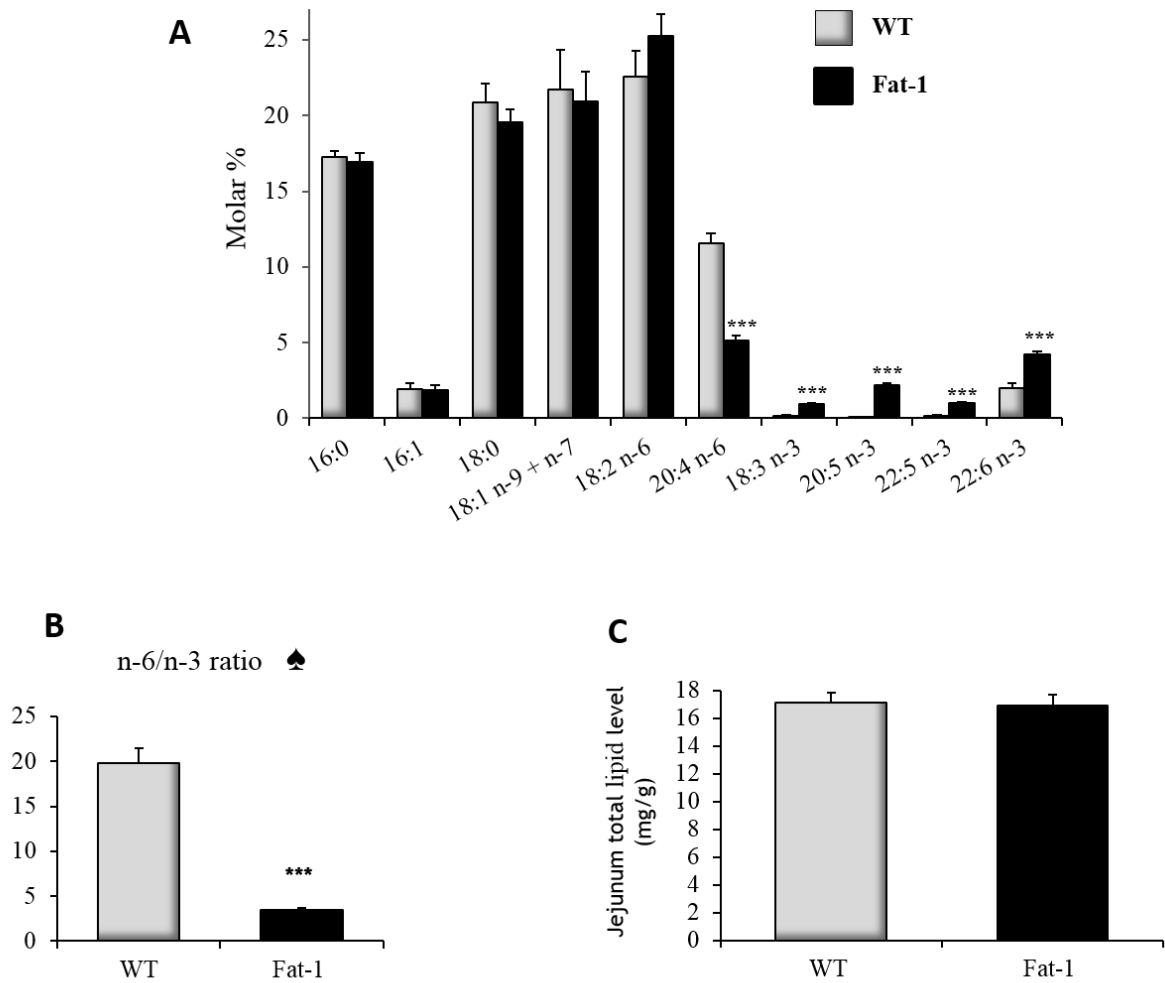 A
WT
Fat-1
Molar %
25
20
15
10
5
0
***
***
***
***
***
16:0
16:1
18:0
18:1 n-9 + n-7
18:2 n-6
20:4 n-6
18:3 n-3
20:5 n-3
22:5 n-3
22:6 n-3
B
n-6/n-3 ratio ♠
25
20
15
10
5
0
***
WT
Fat-1
C
Jejunum total lipid level
(mg/g)
18
16
14
12
10
8
6
4
2
0
WT
Fat-1